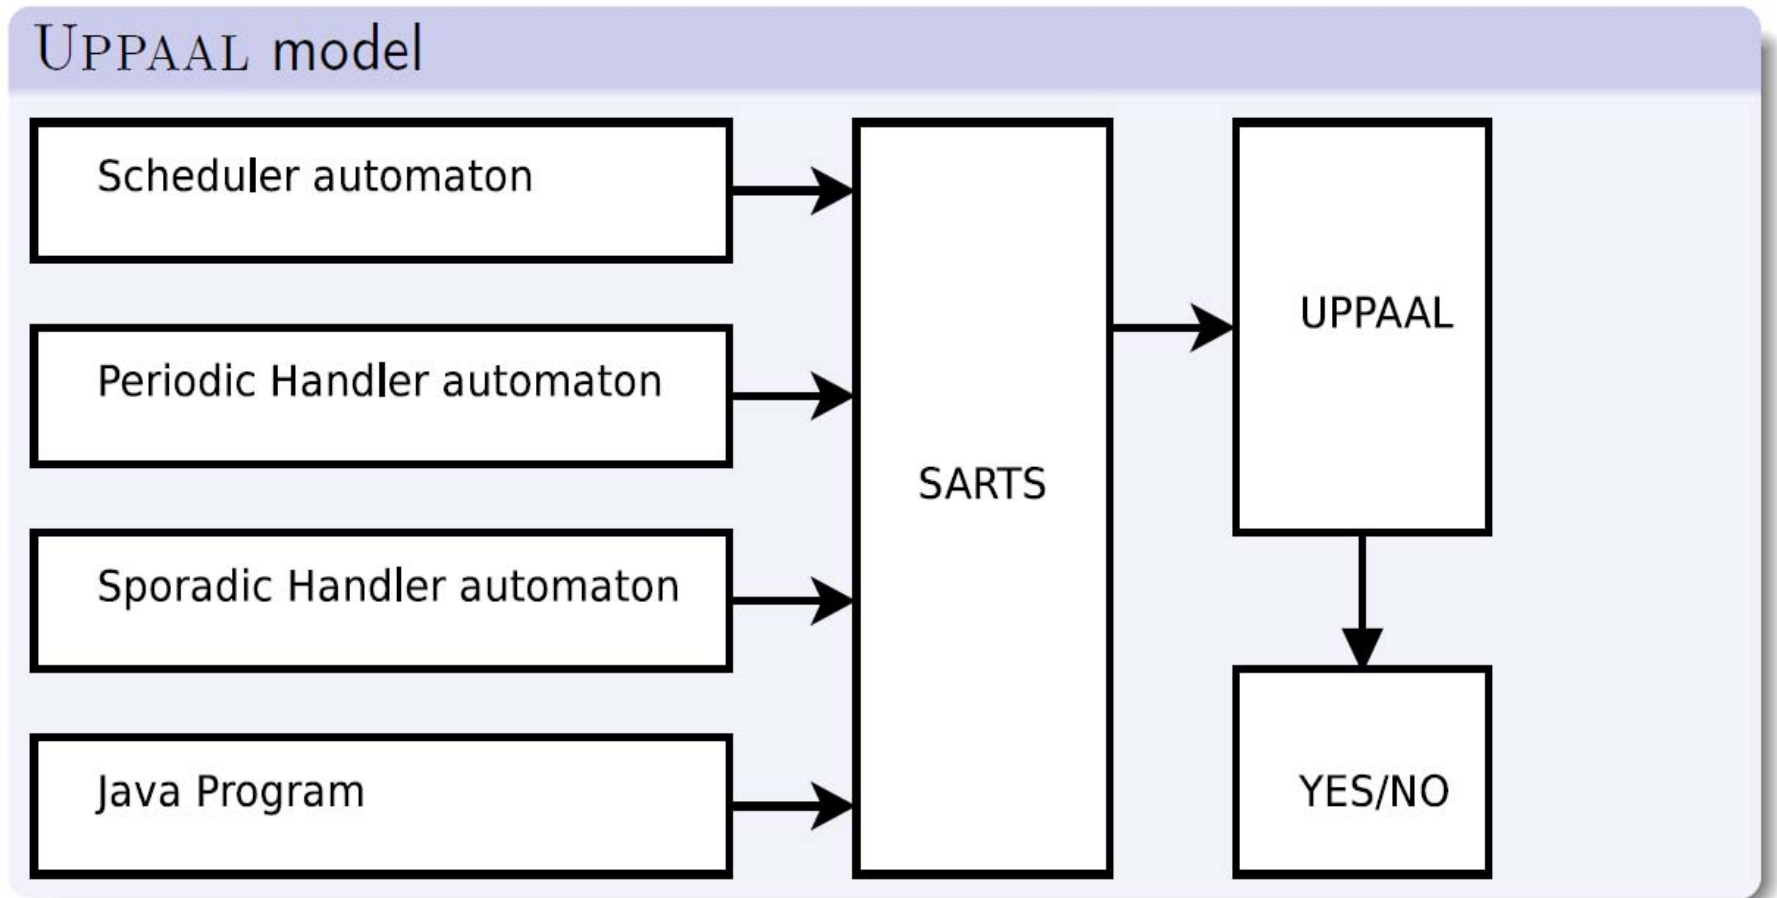 UPPAAL model
Scheduler automaton
Periodic Handler automaton
Sporadic Handler automaton
Java Program
SARTS
UPPAAL
YES/NO